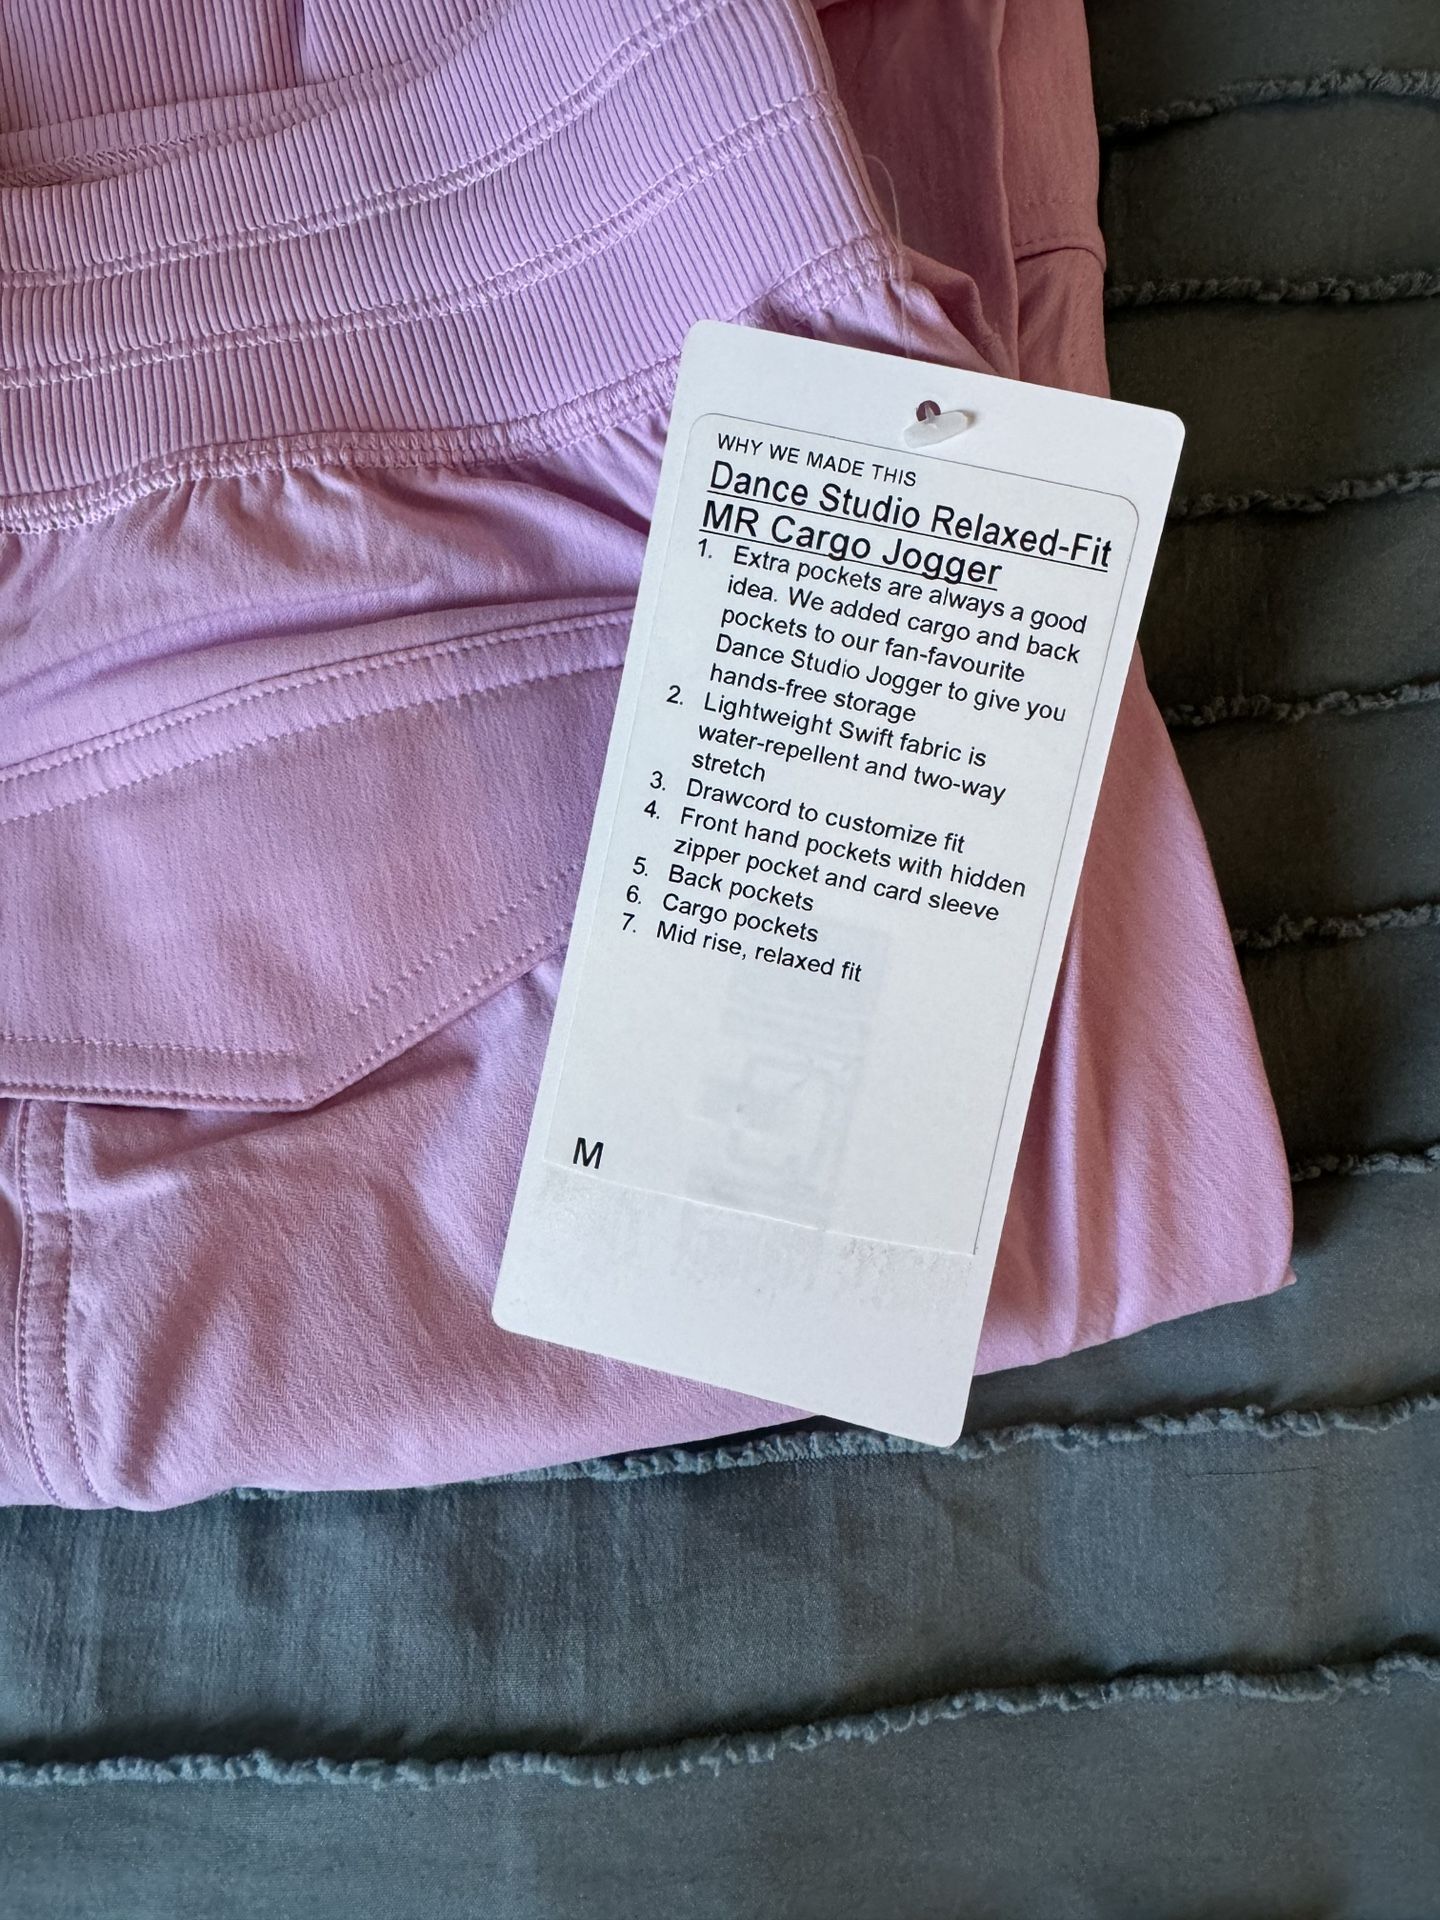 WHY WE MADE THIS
Dance Studio Relaxed-Fit
MR Cargo Jogger
1. Extra pockets are always a good
idea. We added cargo and back
pockets to our fan-favourite
Dance Studio Jogger to give you
hands-free storage
2. Lightweight Swift fabric is
water-repellent and two-way
stretch
3. Drawcord to customize fit
4. Front hand pockets with hidden
zipper pocket and card sleeve
5. Back pockets
6. Cargo pockets
7. Mid rise, relaxed fit
M